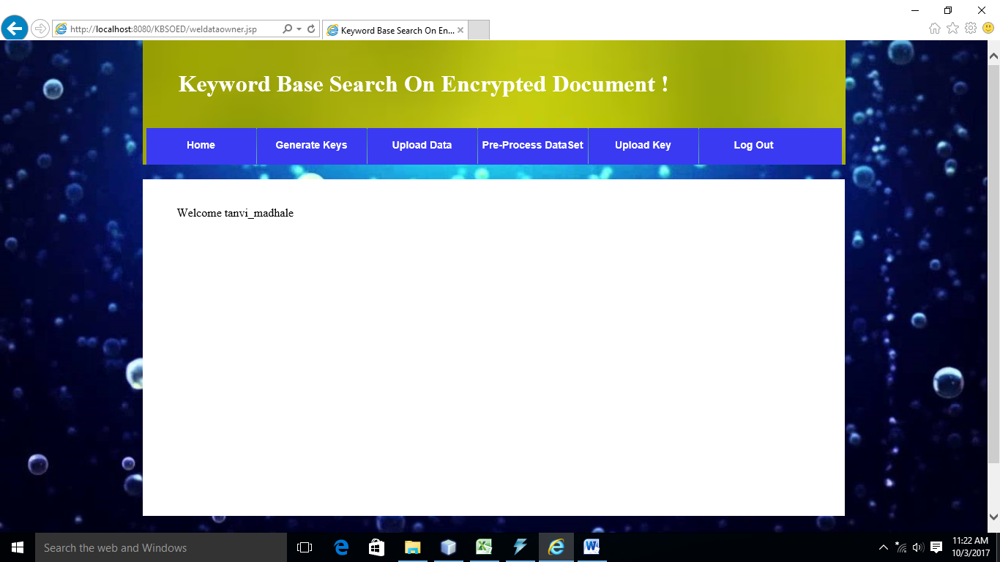 http://localhost:8080/KBSOED/weldataowner.jsp
Keyword Base Search On En...
Keyword Base Search On Encrypted Document !
Home Generate Keys Upload Data Pre-Process DataSet Upload Key Log Out
Welcome tanvi_madhale
Search the web and Windows
11:22 AM
10/3/2017